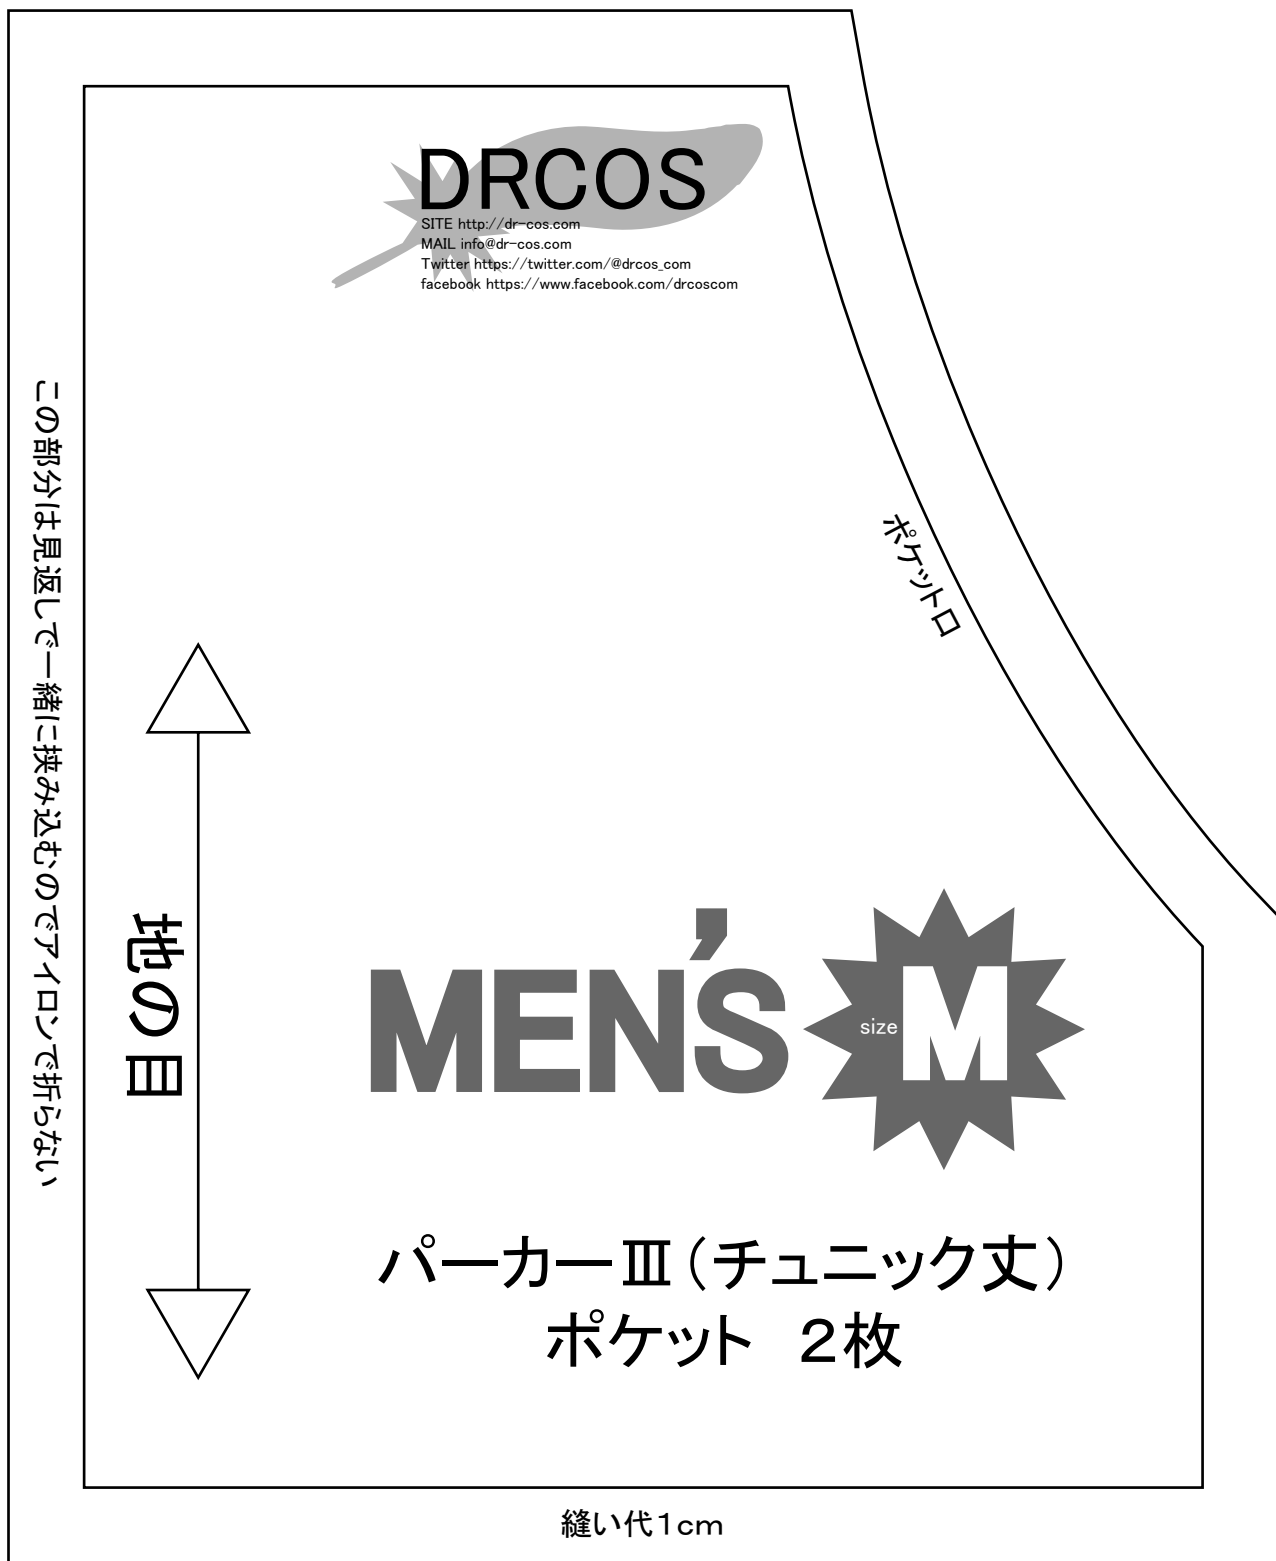 DRCOS
SITE http://dr-cos.com
MAIL info@dr-cos.com
Twitter https://twitter.com/@drcos_com
facebook https://www.facebook.com/drcoscom
この部分は見返しで一緒に挟み込むのでアイロンで折らない
ポケット口
地の目
MEN'S
size M
パーカーⅢ（チュニック丈）
ポケット　２枚
縫い代１cm